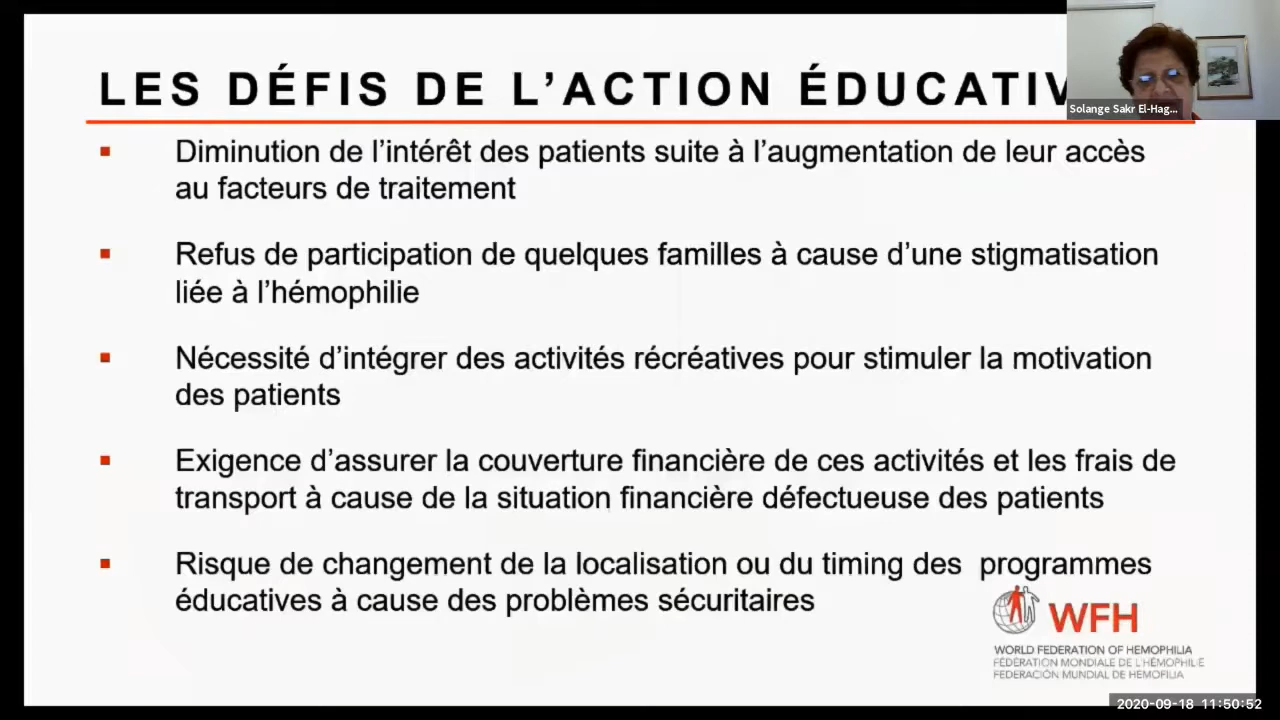 LES DÉFIS DE L’ACTION ÉDUCATIV
Solange Sakr El-Hag...
Diminution de l’intérêt des patients suite à l’augmentation de leur accès
au facteurs de traitement
Refus de participation de quelques familles à cause d’une stigmatisation
liée à l’hémophilie
Nécessité d’intégrer des activités récréatives pour stimuler la motivation
des patients
Exigence d’assurer la couverture financière de ces activités et les frais de
transport à cause de la situation financière défectueuse des patients
Risque de changement de la localisation ou du timing des programmes
éducatives à cause des problèmes sécuritaires
WFH
WORLD FEDERATION OF HEMOPHILIA
FÉDÉRATION MONDIALE DE L’HÉMOPHILIE
FEDERACIÓN MUNDIAL DE HEMOFILIA
2020-09-18 11:50:52